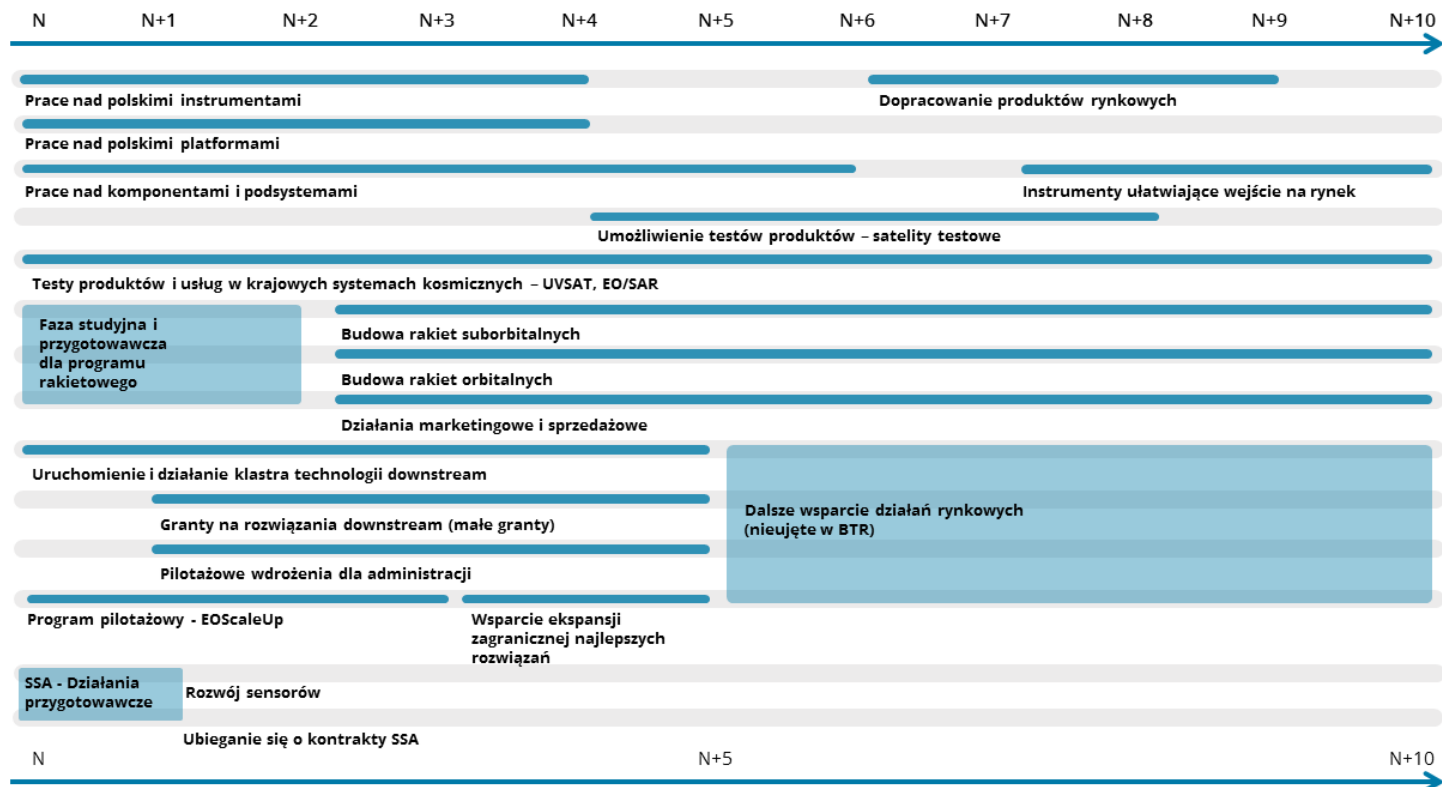 N N+1 N+2 N+3 N+4 N+5 N+6 N+7 N+8 N+9 N+10
Prace nad polskimi instrumentami
Dopracowanie produktów rynkowych
Prace nad polskimi platformami
Prace nad komponentami i podsystemami
Instrumenty ułatwiające wejście na rynek
Umożliwienie testów produktów – satelity testowe
Testy produktów i usług w krajowych systemach kosmicznych – UVSAT, EO/SAR
Faza studyjna i
przygotowawcza
dla programu
rakietowego
Budowa rakiet suborbitalnych
Budowa rakiet orbitalnych
Działania marketingowe i sprzedażowe
Uruchomienie i działanie klastra technologii downstream
Granty na rozwiązania downstream (małe granty)
Pilotażowe wdrożenia dla administracji
Dalsze wsparcie działań rynkowych
(nieujęte w BTR)
Program pilotażowy - EOScaleUp
Wsparcie ekspansji
zagranicznej najlepszych
rozwiązań
SSA - Działania
przygotowawcze
Rozwój sensorów
Ubieganie się o kontrakty SSA
N N+5 N+10